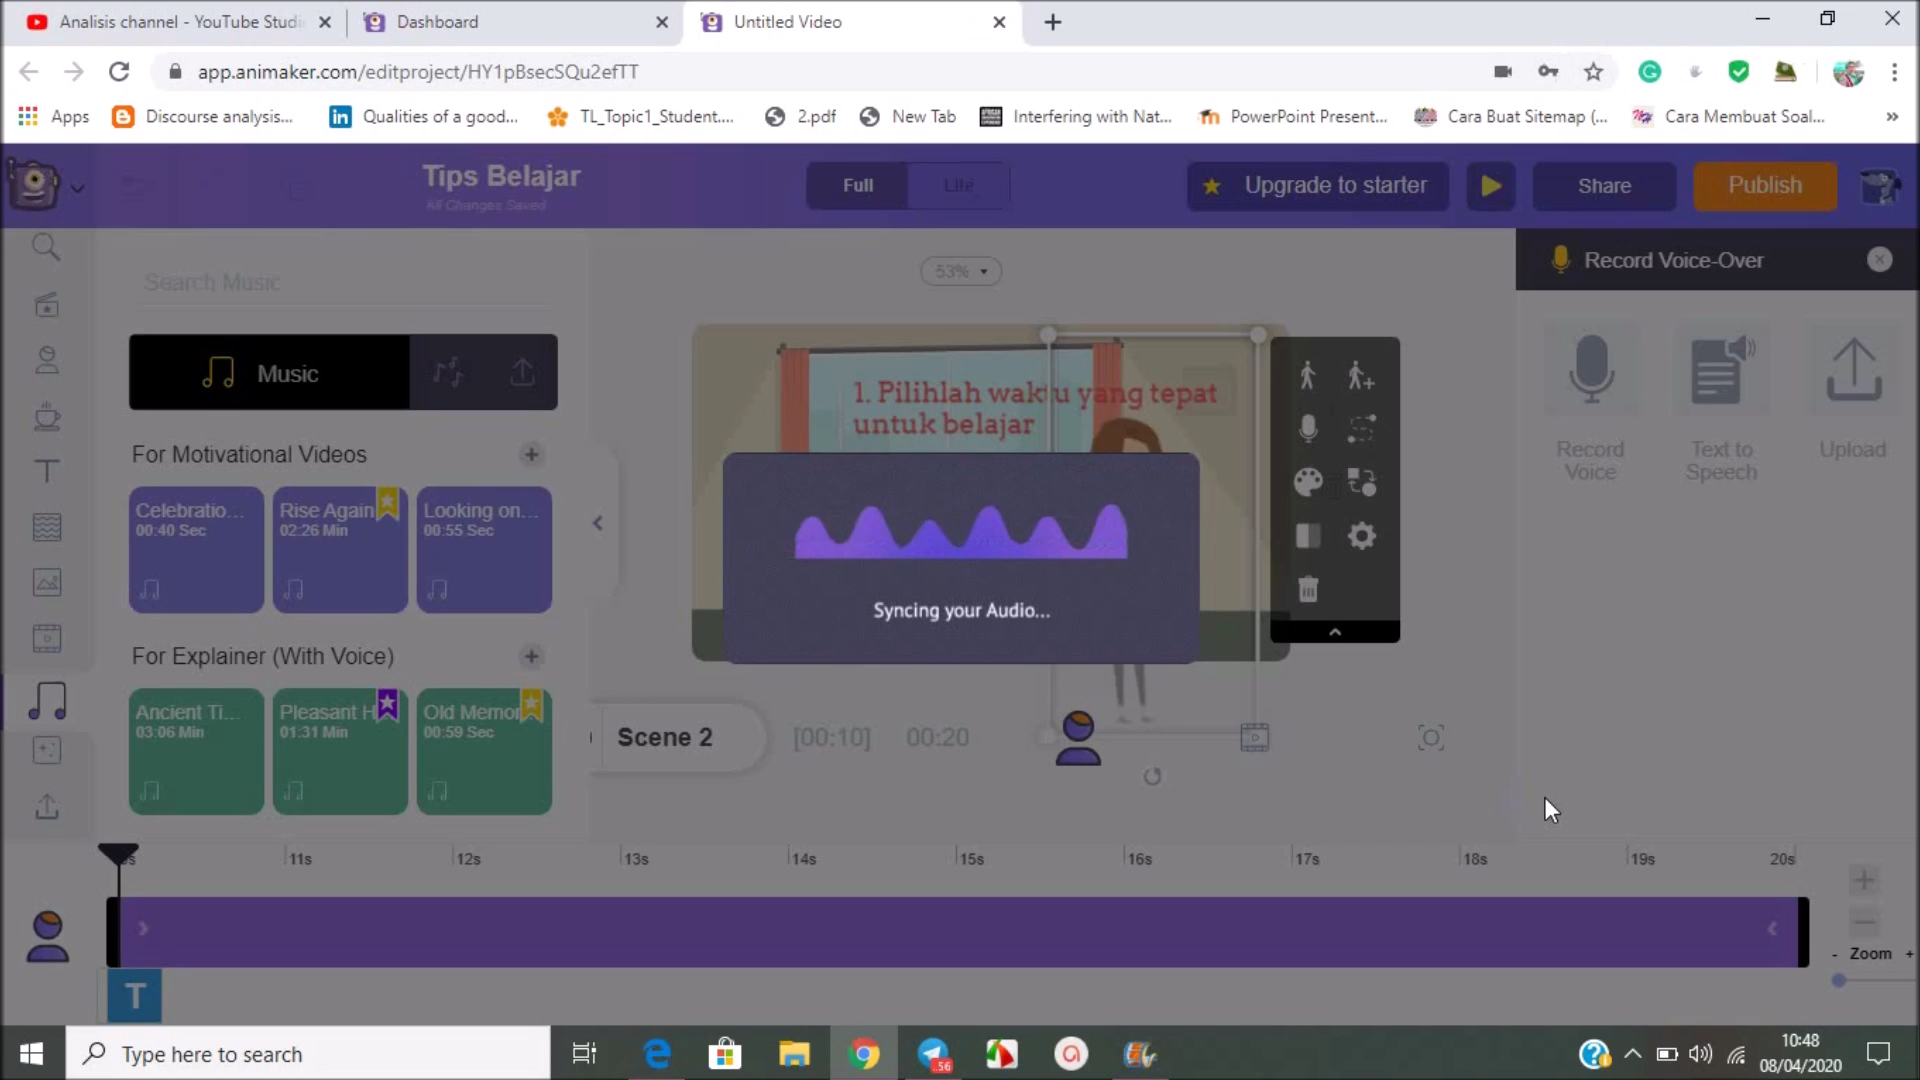 Analisis channel - YouTube Studi
Dashboard
Untitled Video
app.animaker.com/editproject/HY1pBsecSQu2efTT
Apps
Discourse analysis...
Qualities of a good...
TL_Topic1_Student....
2.pdf
New Tab
Interfering with Nat...
PowerPoint Present...
Cara Buat Sitemap (...
Cara Membuat Soal...
Tips Belajar
All Changes Saved
Full
Lite
Upgrade to starter
Share
Publish
Search Music
53%
Record Voice-Over
Music
1. Pilihlah waktu yang tepat
untuk belajar
Record
Voice
Text to
Speech
Upload
For Motivational Videos
Celebratio...
00:40 Sec
Rise Again
02:26 Min
Looking on...
00:55 Sec
Syncing your Audio...
For Explainer (With Voice)
Ancient Ti...
03:06 Min
Pleasant H
01:31 Min
Old Memor
00:59 Sec
Scene 2
[00:10]
00:20
11s
12s
13s
14s
15s
16s
17s
18s
19s
20s
- Zoom +
T
Type here to search
56
10:48
08/04/2020